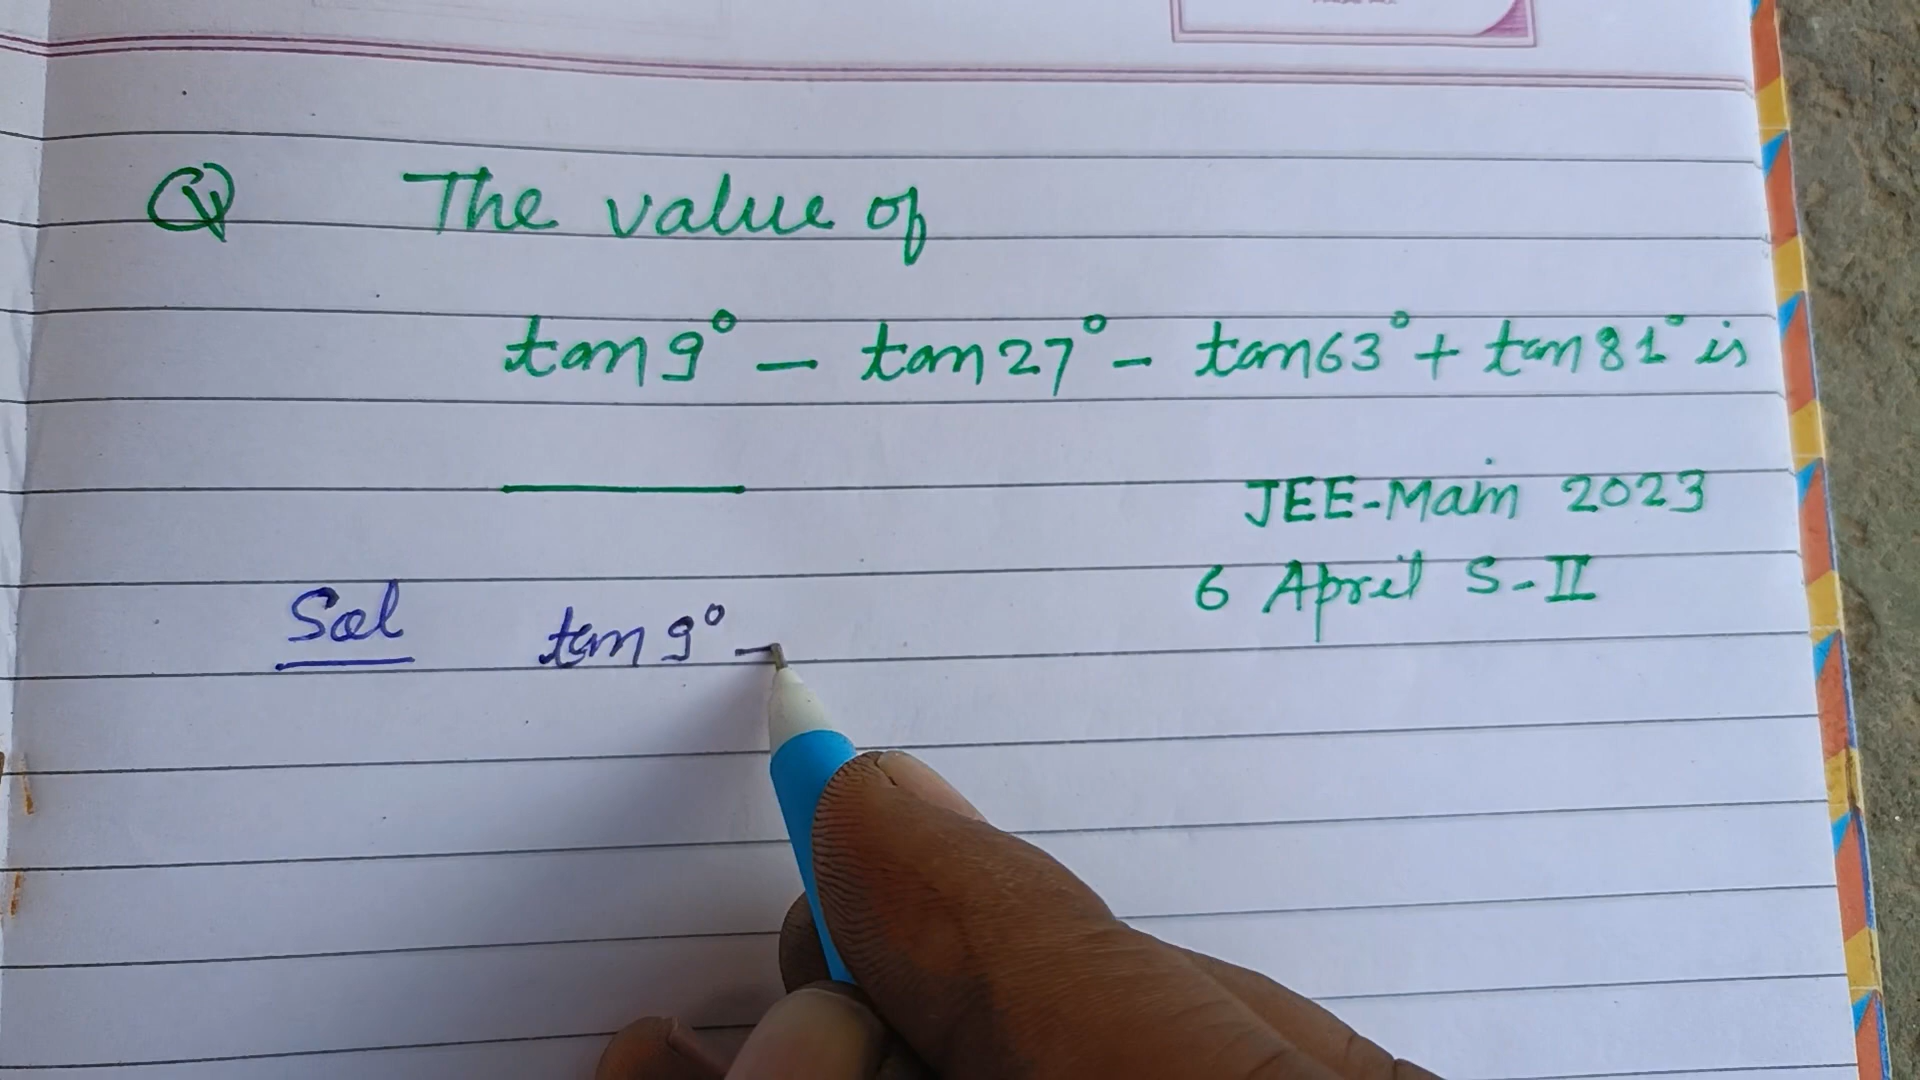 Q The value of
tan 9° - tan 27° - tan 63° + tan 81° is
JEE-Main 2023
6 April S-II
Sol tan 9° -